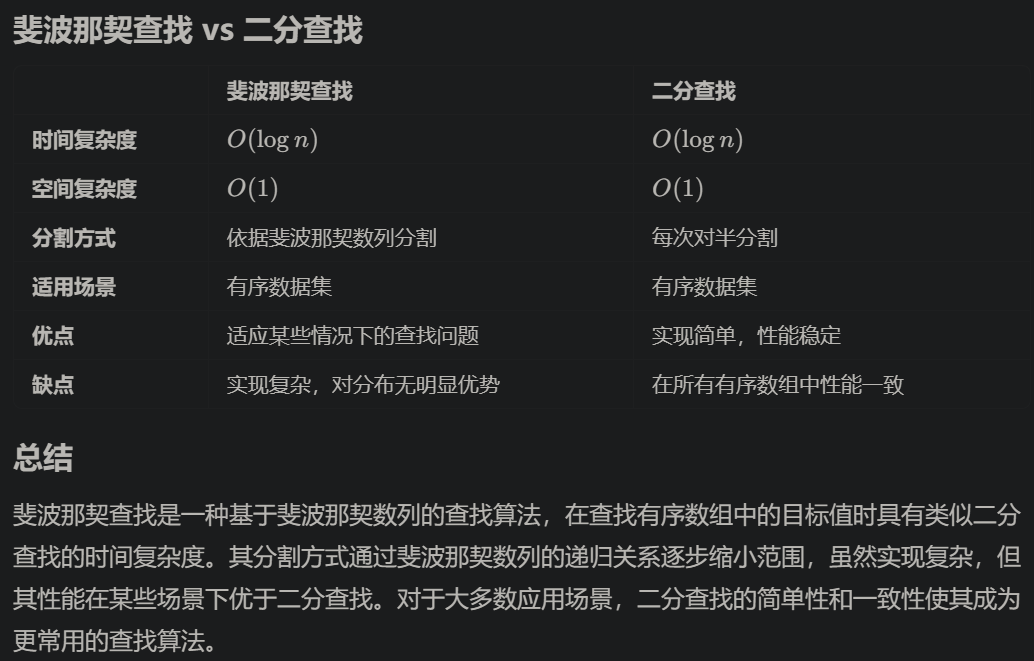 斐波那契查找 vs 二分查找
斐波那契查找 二分查找
时间复杂度 O(log n) O(log n)
空间复杂度 O(1) O(1)
分割方式 依据斐波那契数列分割 每次对半分割
适用场景 有序数据集 有序数据集
优点 适应某些情况下的查找问题 实现简单，性能稳定
缺点 实现复杂，对分布无明显优势 在所有有序数组中性能一致
总结
斐波那契查找是一种基于斐波那契数列的查找算法，在查找有序数组中的目标值时具有类似二分
查找的时间复杂度。其分割方式通过斐波那契数列的递归关系逐步缩小范围，虽然实现复杂，但
其性能在某些场景下优于二分查找。对于大多数应用场景，二分查找的简单性和一致性使其成为
更常用的查找算法。